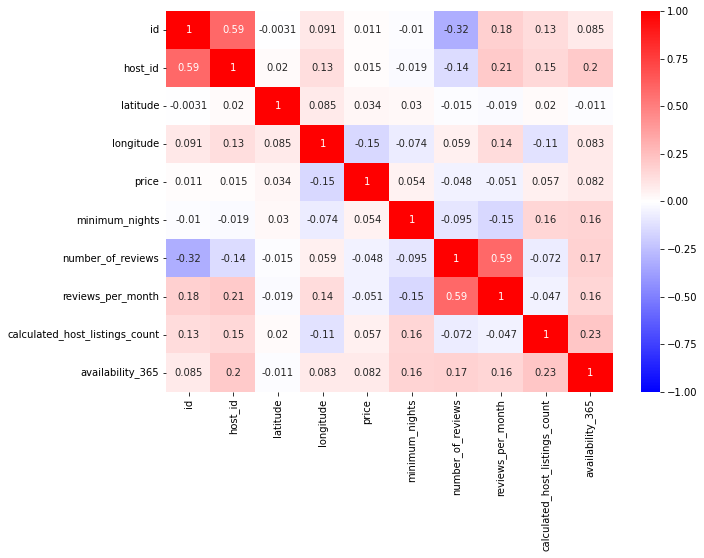 id 1 0.59 -0.0031 0.091 0.011 -0.01 -0.32 0.18 0.13 0.085
host_id 0.59 1 0.02 0.13 0.015 -0.019 -0.14 0.21 0.15 0.2
latitude -0.0031 0.02 1 0.085 0.034 0.03 -0.015 -0.019 0.02 -0.011
longitude 0.091 0.13 0.085 1 -0.15 -0.074 0.059 0.14 -0.11 0.083
price 0.011 0.015 0.034 -0.15 1 0.054 -0.048 -0.051 0.057 0.082
minimum_nights -0.01 -0.019 0.03 -0.074 0.054 1 -0.095 -0.15 0.16 0.16
number_of_reviews -0.32 -0.14 -0.015 0.059 -0.048 -0.095 1 0.59 -0.072 0.17
reviews_per_month 0.18 0.21 -0.019 0.14 -0.051 -0.15 0.59 1 -0.047 0.16
calculated_host_listings_count 0.13 0.15 0.02 -0.11 0.057 0.16 -0.072 -0.047 1 0.23
availability_365 0.085 0.2 -0.011 0.083 0.082 0.16 0.17 0.16 0.23 1
id
host_id
latitude
longitude
price
minimum_nights
number_of_reviews
reviews_per_month
calculated_host_listings_count
availability_365
1.00
0.75
0.50
0.25
0.00
−0.25
−0.50
−0.75
−1.00